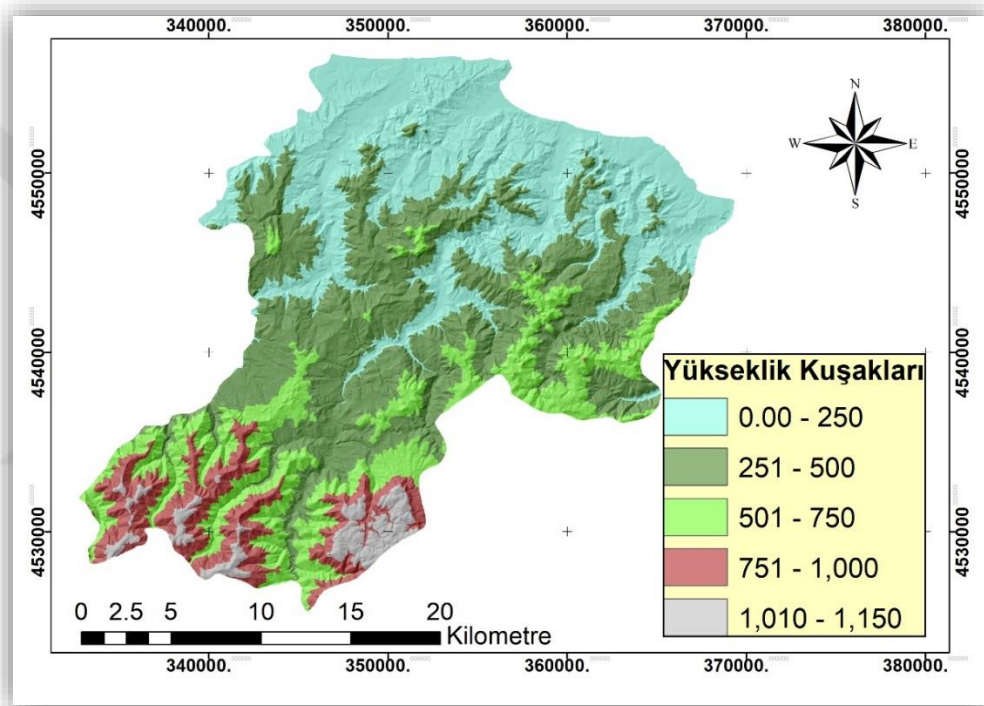 340000. 350000. 360000. 370000. 380000.
4550000 4550000
4540000 4540000
4530000 4530000
N
W E
S
Yükseklik Kuşakları
0.00 - 250
251 - 500
501 - 750
751 - 1,000
1,010 - 1,150
0 2.5 5 10 15 20
Kilometre
340000. 350000. 360000. 370000. 380000.